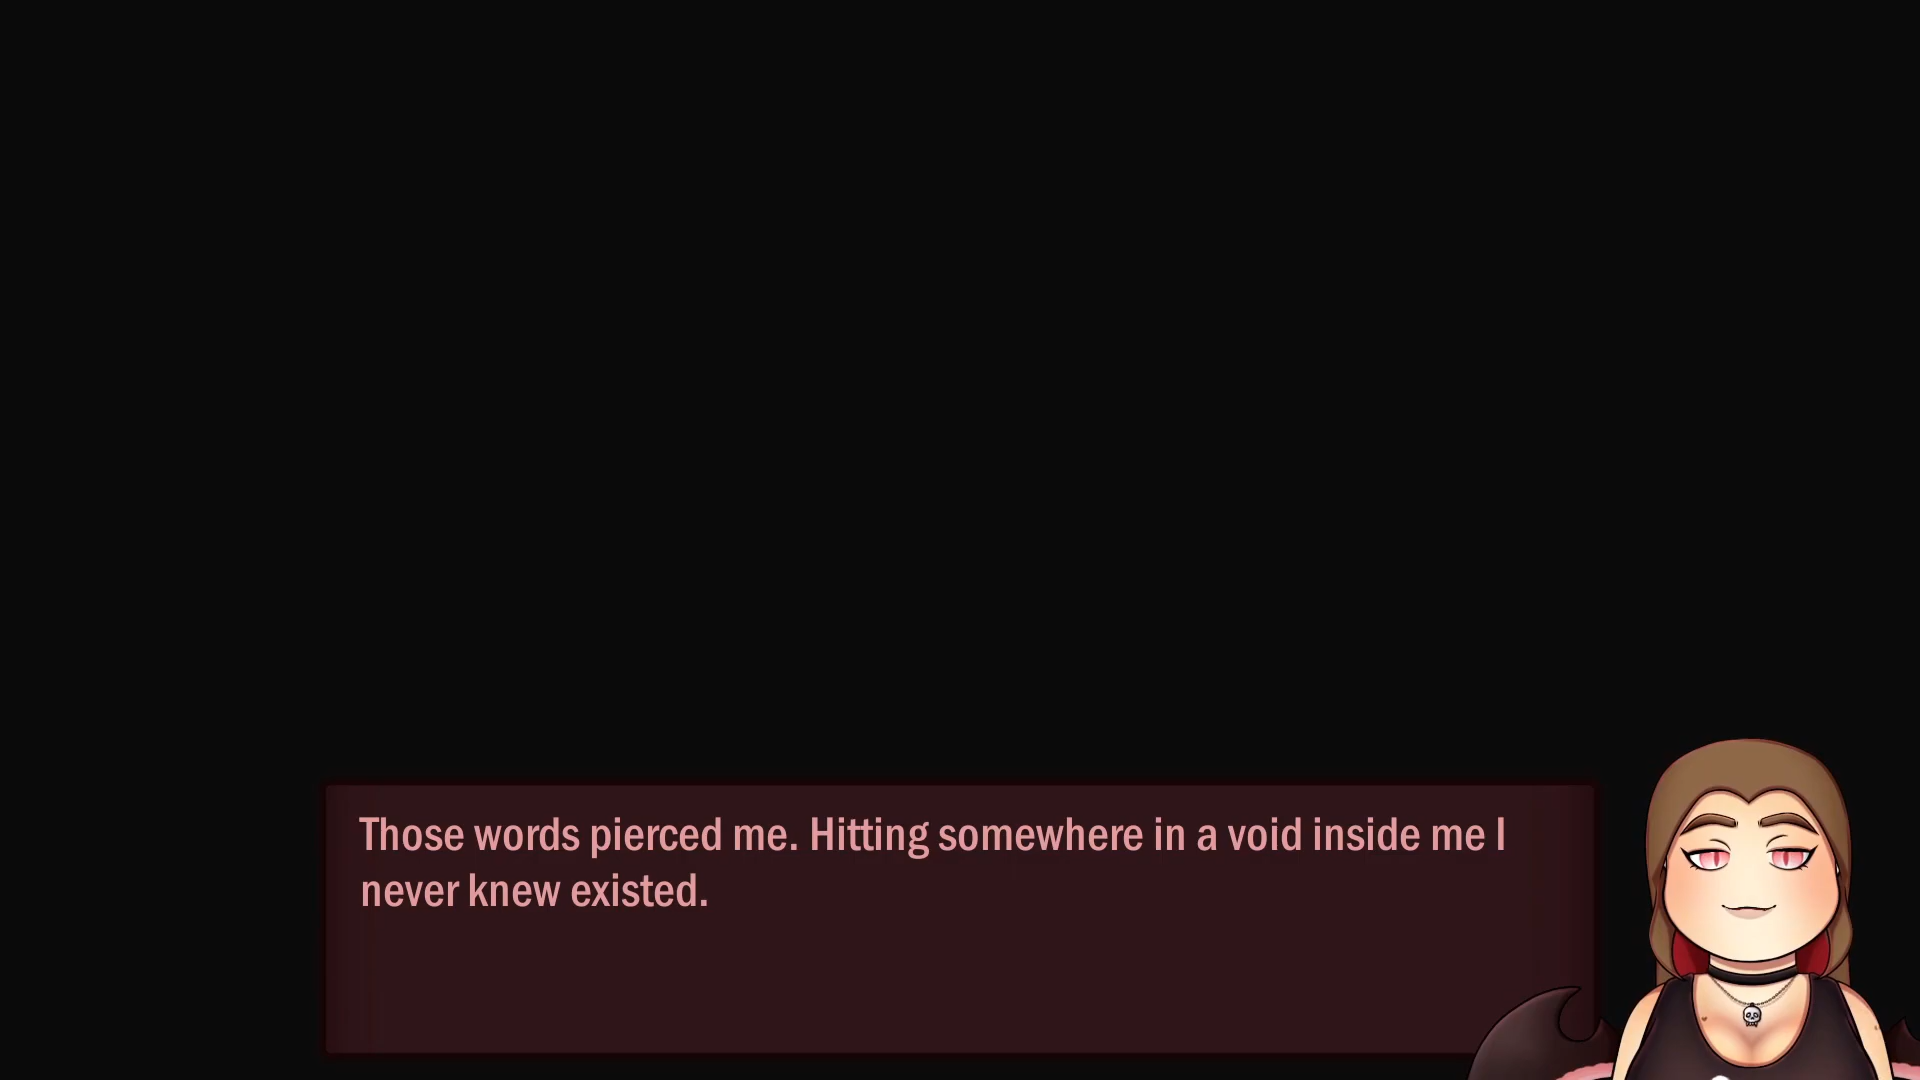 Those words pierced me. Hitting somewhere in a void inside me I
never knew existed.